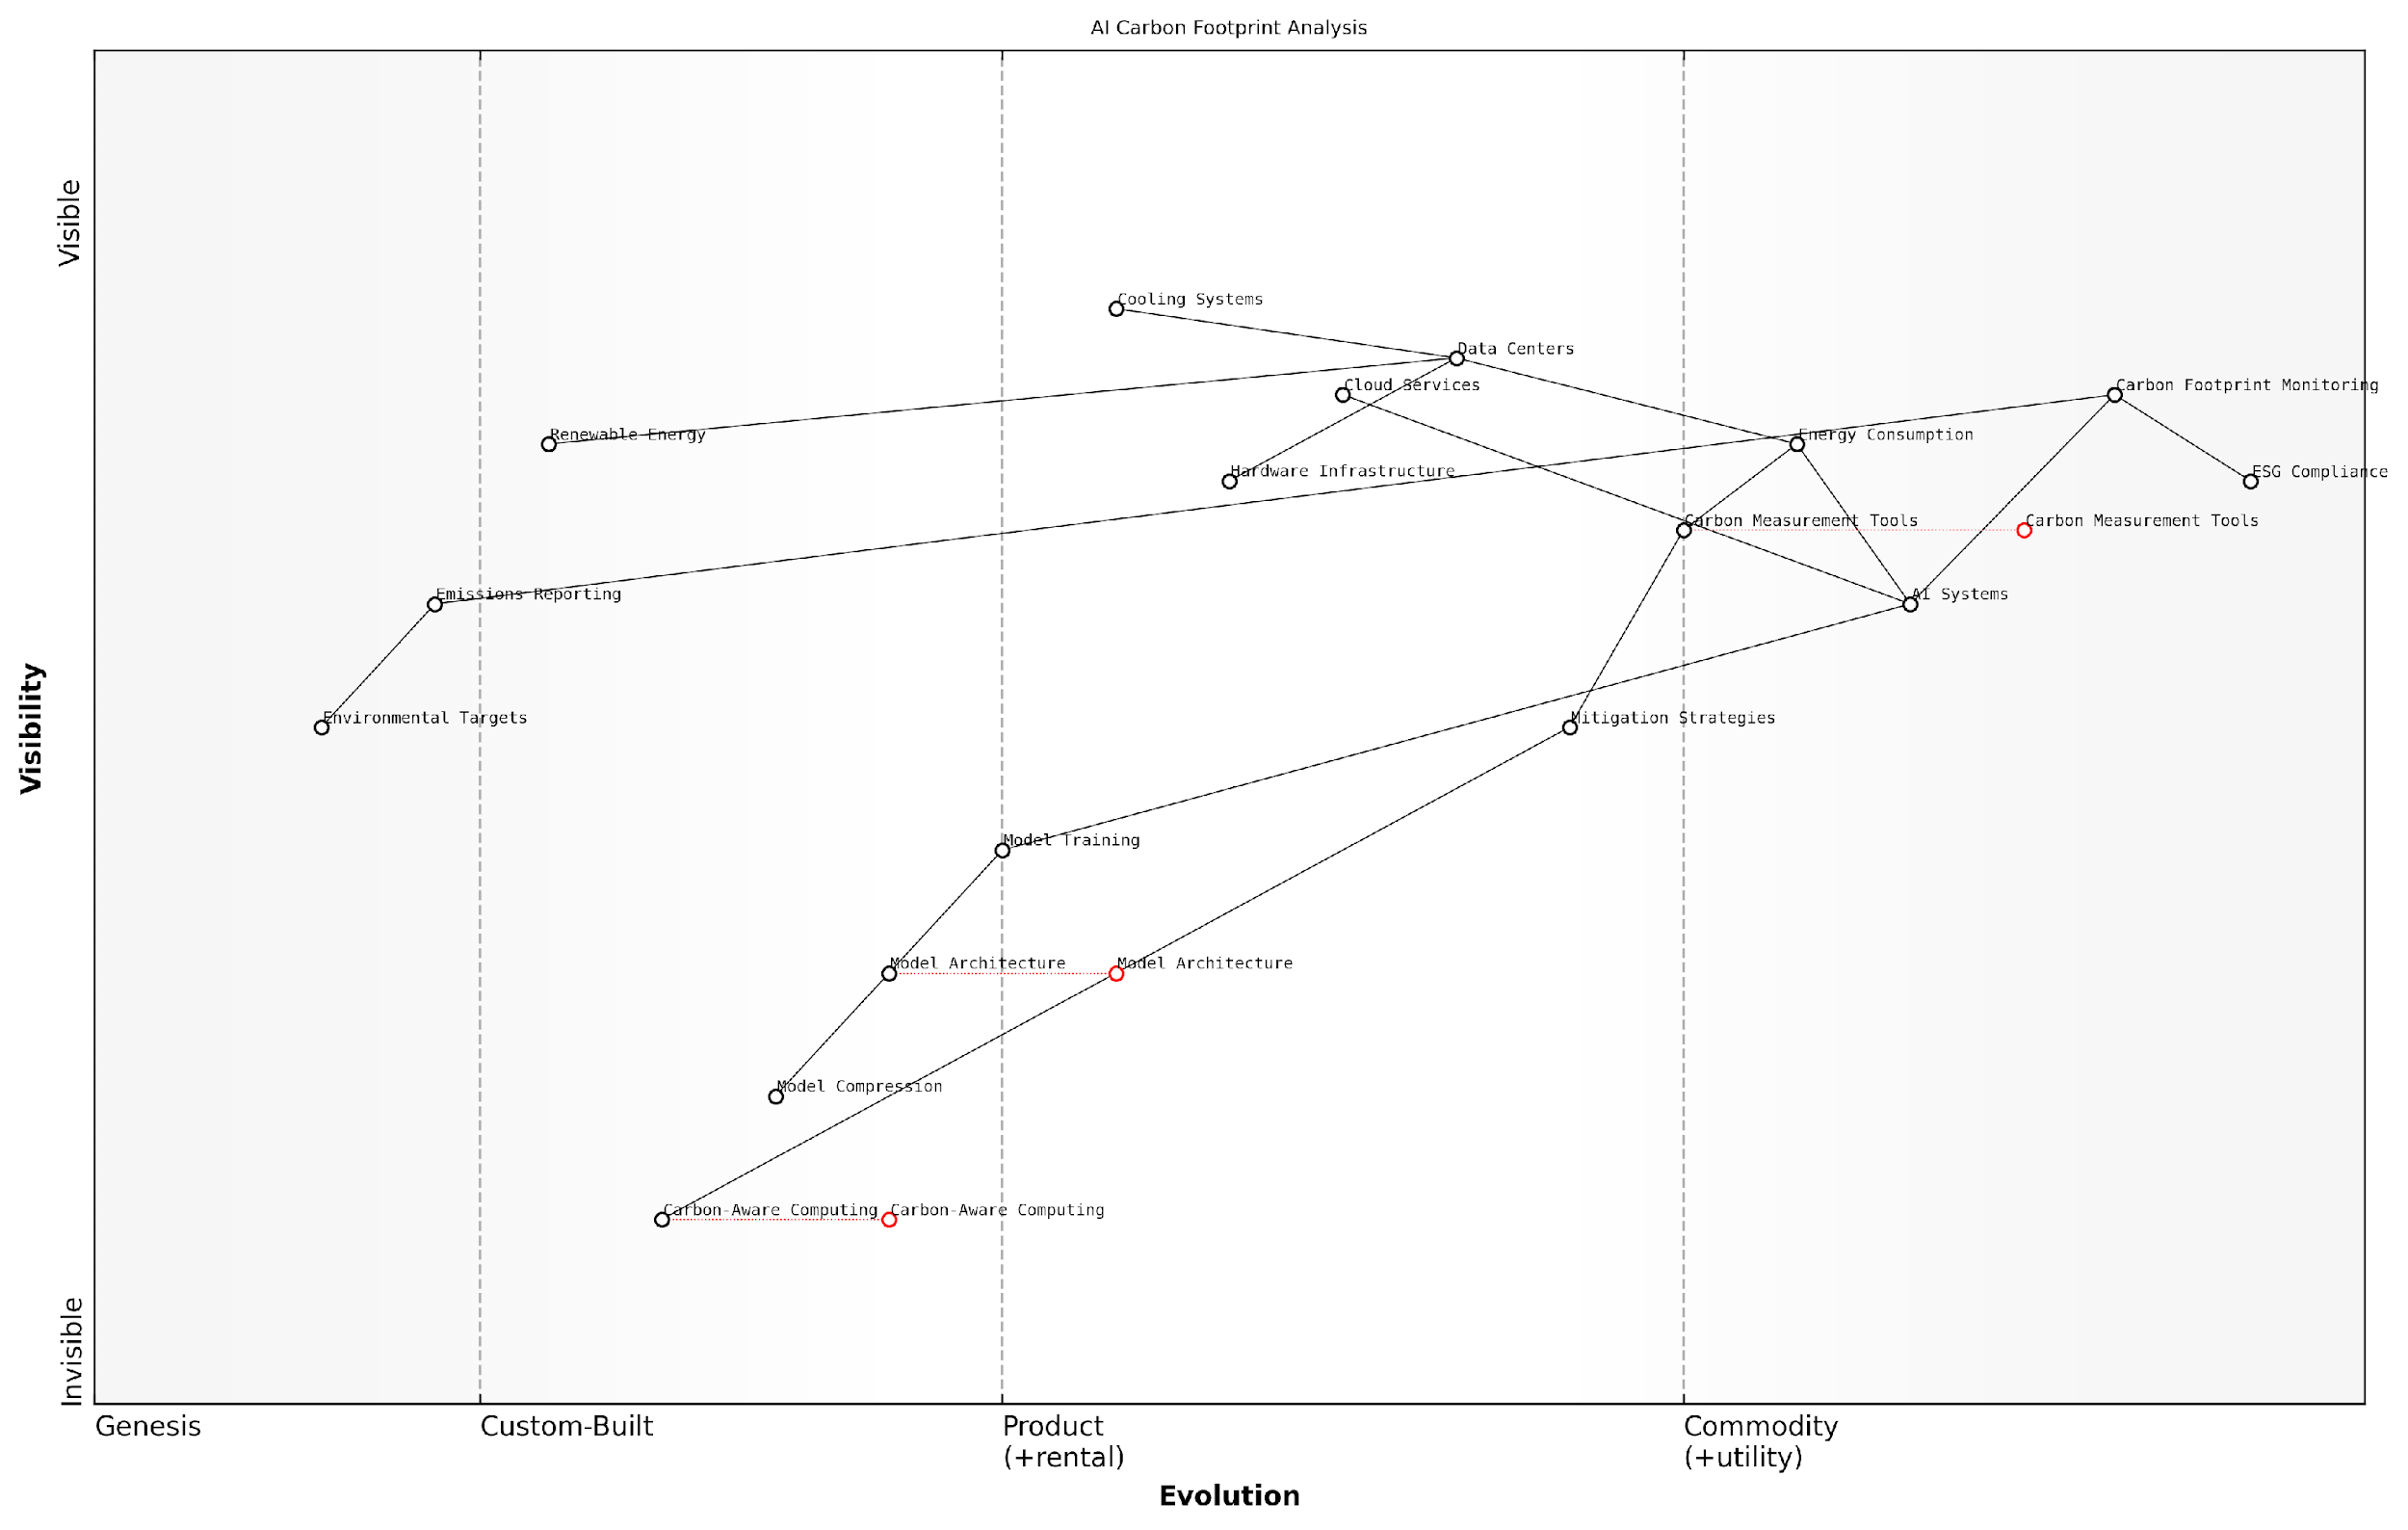 AI Carbon Footprint Analysis
Visible
Cooling Systems
Data Centers
Cloud Services
Carbon Footprint Monitoring
Renewable Energy
Energy Consumption
Hardware Infrastructure
ESG Compliance
Carbon Measurement Tools
Carbon Measurement Tools
Emissions Reporting
AI Systems
Environmental Targets
Mitigation Strategies
Visibility
Model Training
Model Architecture
Model Architecture
Model Compression
Carbon-Aware Computing
Carbon-Aware Computing
Invisible
Genesis
Custom-Built
Product
(+rental)
Commodity
(+utility)
Evolution